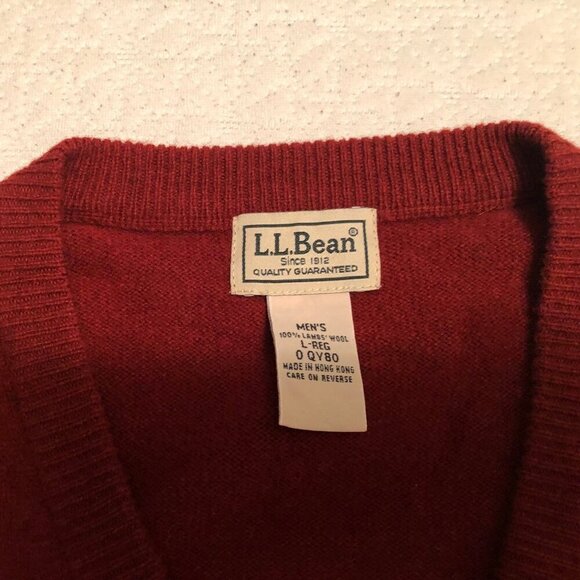 L.L.Bean®
Since 1912
QUALITY GUARANTEED
MEN'S
100% LAMBS' WOOL
L-REG
0 QY80
MADE IN HONG KONG
CARE ON REVERSE